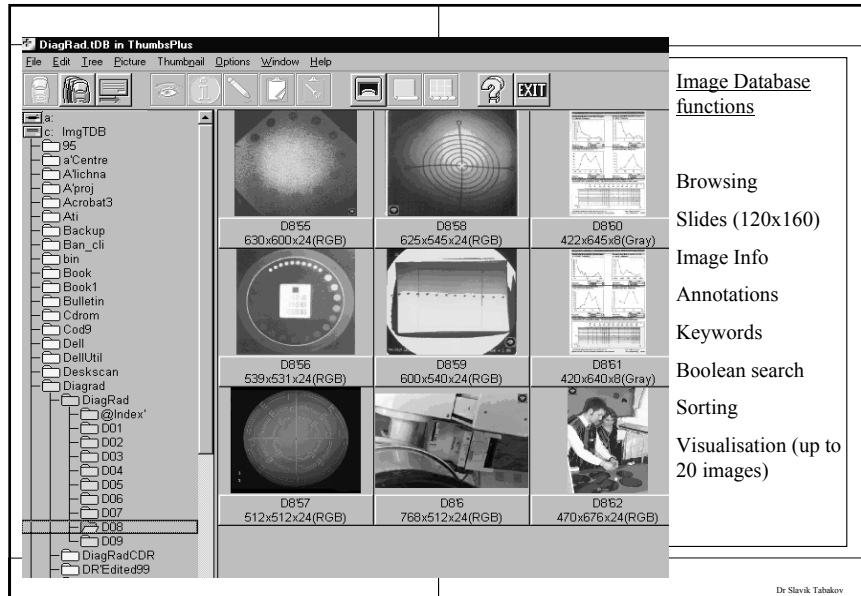 DiagRad.tDB in ThumbsPlus
File Edit Tree Picture Thumbnail Options Window Help
EXIT
a:
c: ImgTDB
95
a'Centre
A'lichna
A'proj
Acrobat3
Ati
Backup
Ban_cli
bin
Book
Book1
Bulletin
Cdrom
Cod9
Dell
DellUtil
Deskscan
Diagrad
DiagRad
@Index'
D01
D02
D03
D04
D05
D06
D07
D08
D09
DiagRadCDR
DR'Edited99
D8'55
630x600x24(RGB)
D8'58
625x545x24(RGB)
D8'60
422x645x8(Gray)
D8'56
539x531x24(RGB)
D8'59
600x540x24(RGB)
D8'61
420x640x8(Gray)
D8'57
512x512x24(RGB)
D8'6
768x512x24(RGB)
D8'62
470x676x24(RGB)
Image Database
functions
Browsing
Slides (120x160)
Image Info
Annotations
Keywords
Boolean search
Sorting
Visualisation (up to
20 images)
Dr Slavik Tabakov